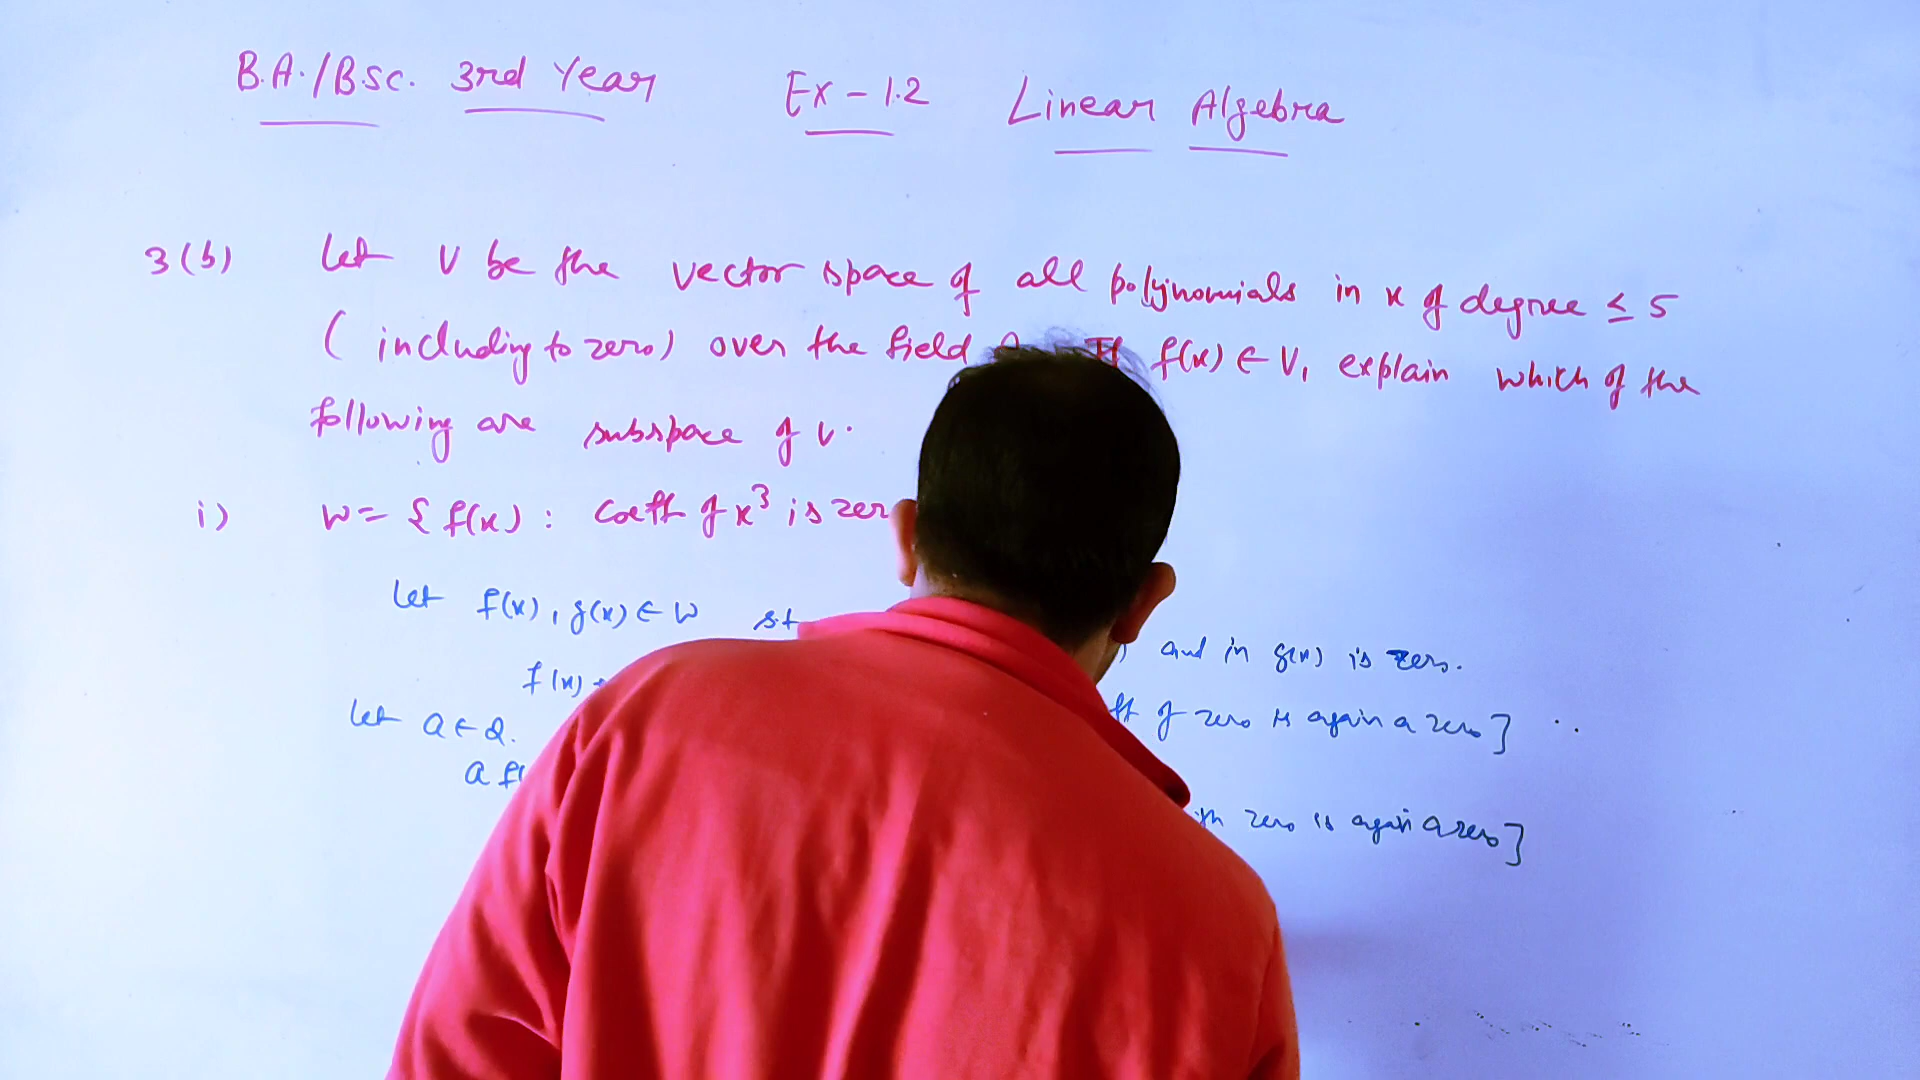 B.A./B.sc. 3rd Year Ex - 1.2 Linear Algebra
3(b) Let V be the vector space of all polynomials in x of degree ≤ 5
(including to zero) over the field If f(x) ∈ V, explain which of the
following are subspace of V.
i) W = { f(x) : Coeff of x³ is
Let f(x), g(x) ∈ W s.t and in g(x) is zero.
f(x) of zero is again a zero]
Let a ∈ Q.
a zero is again a zero]